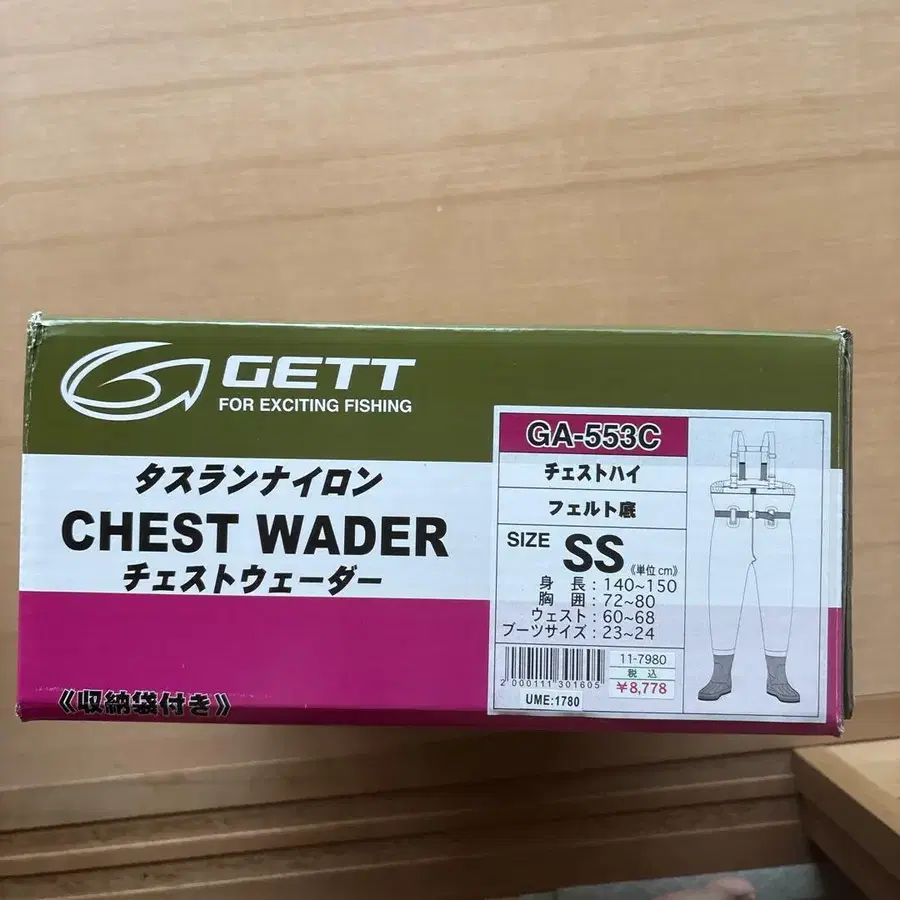 GETT
FOR EXCITING FISHING
タスランナイロン
CHEST WADER
チェストウェーダー
《収納袋付き》
GA-553C
チェストハイ
フェルト底
SIZE SS 《単位cm》
身 長 : 140~150
胸 囲 : 72~80
ウェスト : 60~68
ブーツサイズ : 23~24
2 000111 301605
UME:1780
11-7980
税 込
¥8,778